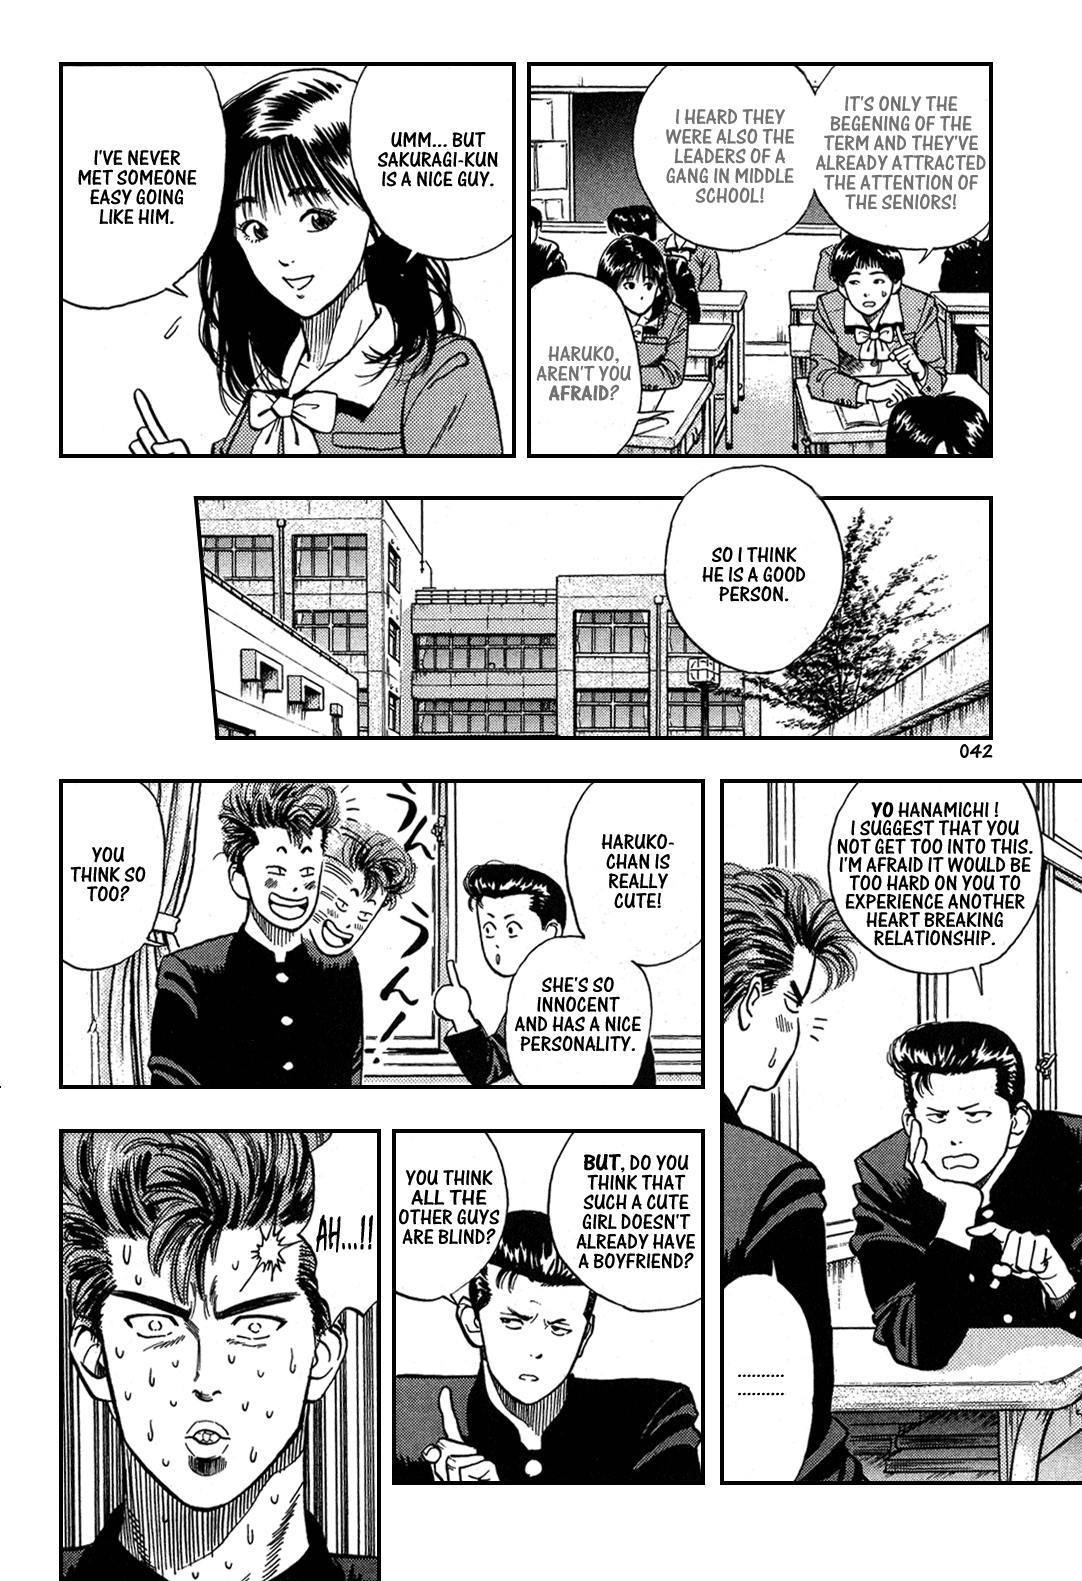 IT'S ONLY THE
BEGENING OF THE
TERM AND THEY'VE
ALREADY ATTRACTED
THE ATTENTION OF
THE SENIORS!
I HEARD THEY
WERE ALSO THE
LEADERS OF A
GANG IN MIDDLE
SCHOOL!
HARUKO,
AREN'T YOU
AFRAID?
UMM... BUT
SAKURAGI-KUN
IS A NICE GUY.
I'VE NEVER
MET SOMEONE
EASY GOING
LIKE HIM.
SO I THINK
HE IS A GOOD
PERSON.
042
YO HANAMICHI !
I SUGGEST THAT YOU
NOT GET TOO INTO THIS.
I'M AFRAID IT WOULD BE
TOO HARD ON YOU TO
EXPERIENCE ANOTHER
HEART BREAKING
RELATIONSHIP.
..........
..........
HARUKO-
CHAN IS
REALLY
CUTE!
SHE'S SO
INNOCENT
AND HAS A NICE
PERSONALITY.
うんうん!
YOU
THINK SO
TOO?
BUT, DO YOU
THINK THAT
SUCH A CUTE
GIRL DOESN'T
ALREADY HAVE
A BOYFRIEND?
YOU THINK
ALL THE
OTHER GUYS
ARE BLIND?
AH...!!